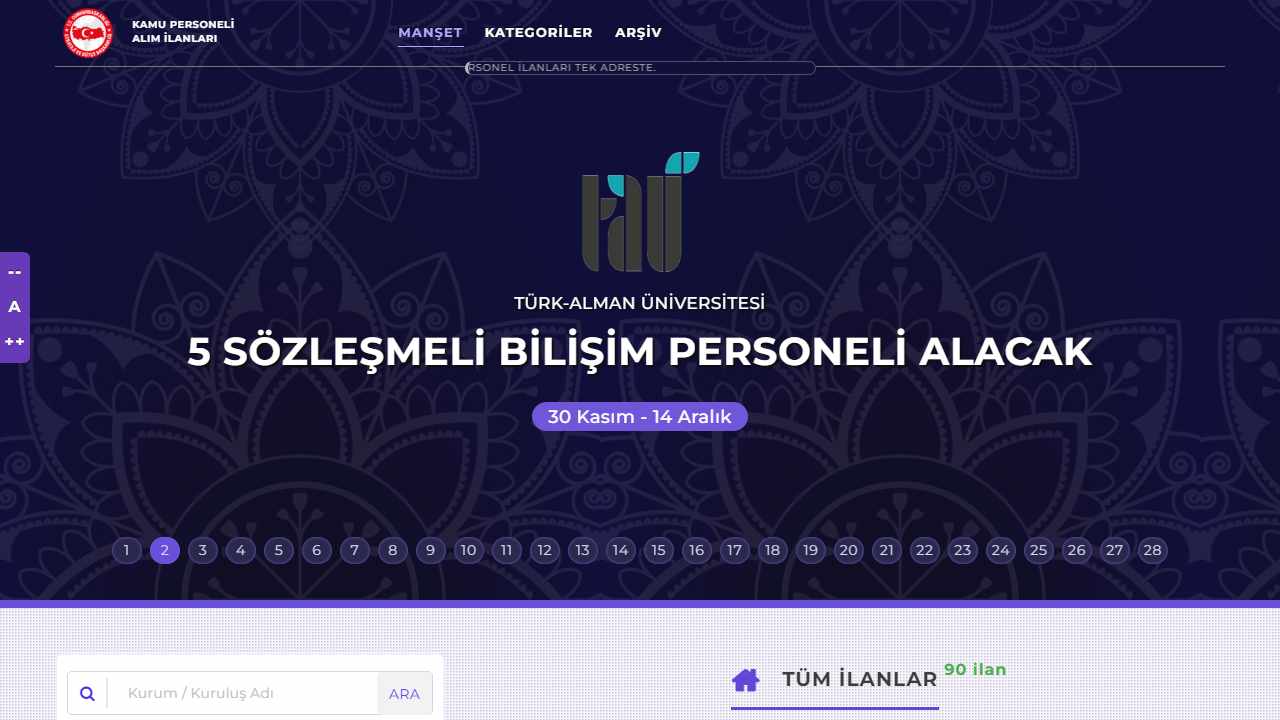 KAMU PERSONELİ
ALIM İLANLARI
MANŞET KATEGORİLER ARŞİV
RSONEL İLANLARI TEK ADRESTE.
--
A
++
TÜRK-ALMAN ÜNİVERSİTESİ
5 SÖZLEŞMELİ BİLİŞİM PERSONELİ ALACAK
30 Kasım - 14 Aralık
1 2 3 4 5 6 7 8 9 10 11 12 13 14 15 16 17 18 19 20 21 22 23 24 25 26 27 28
Kurum / Kuruluş Adı ARA
TÜM İLANLAR 90 ilan